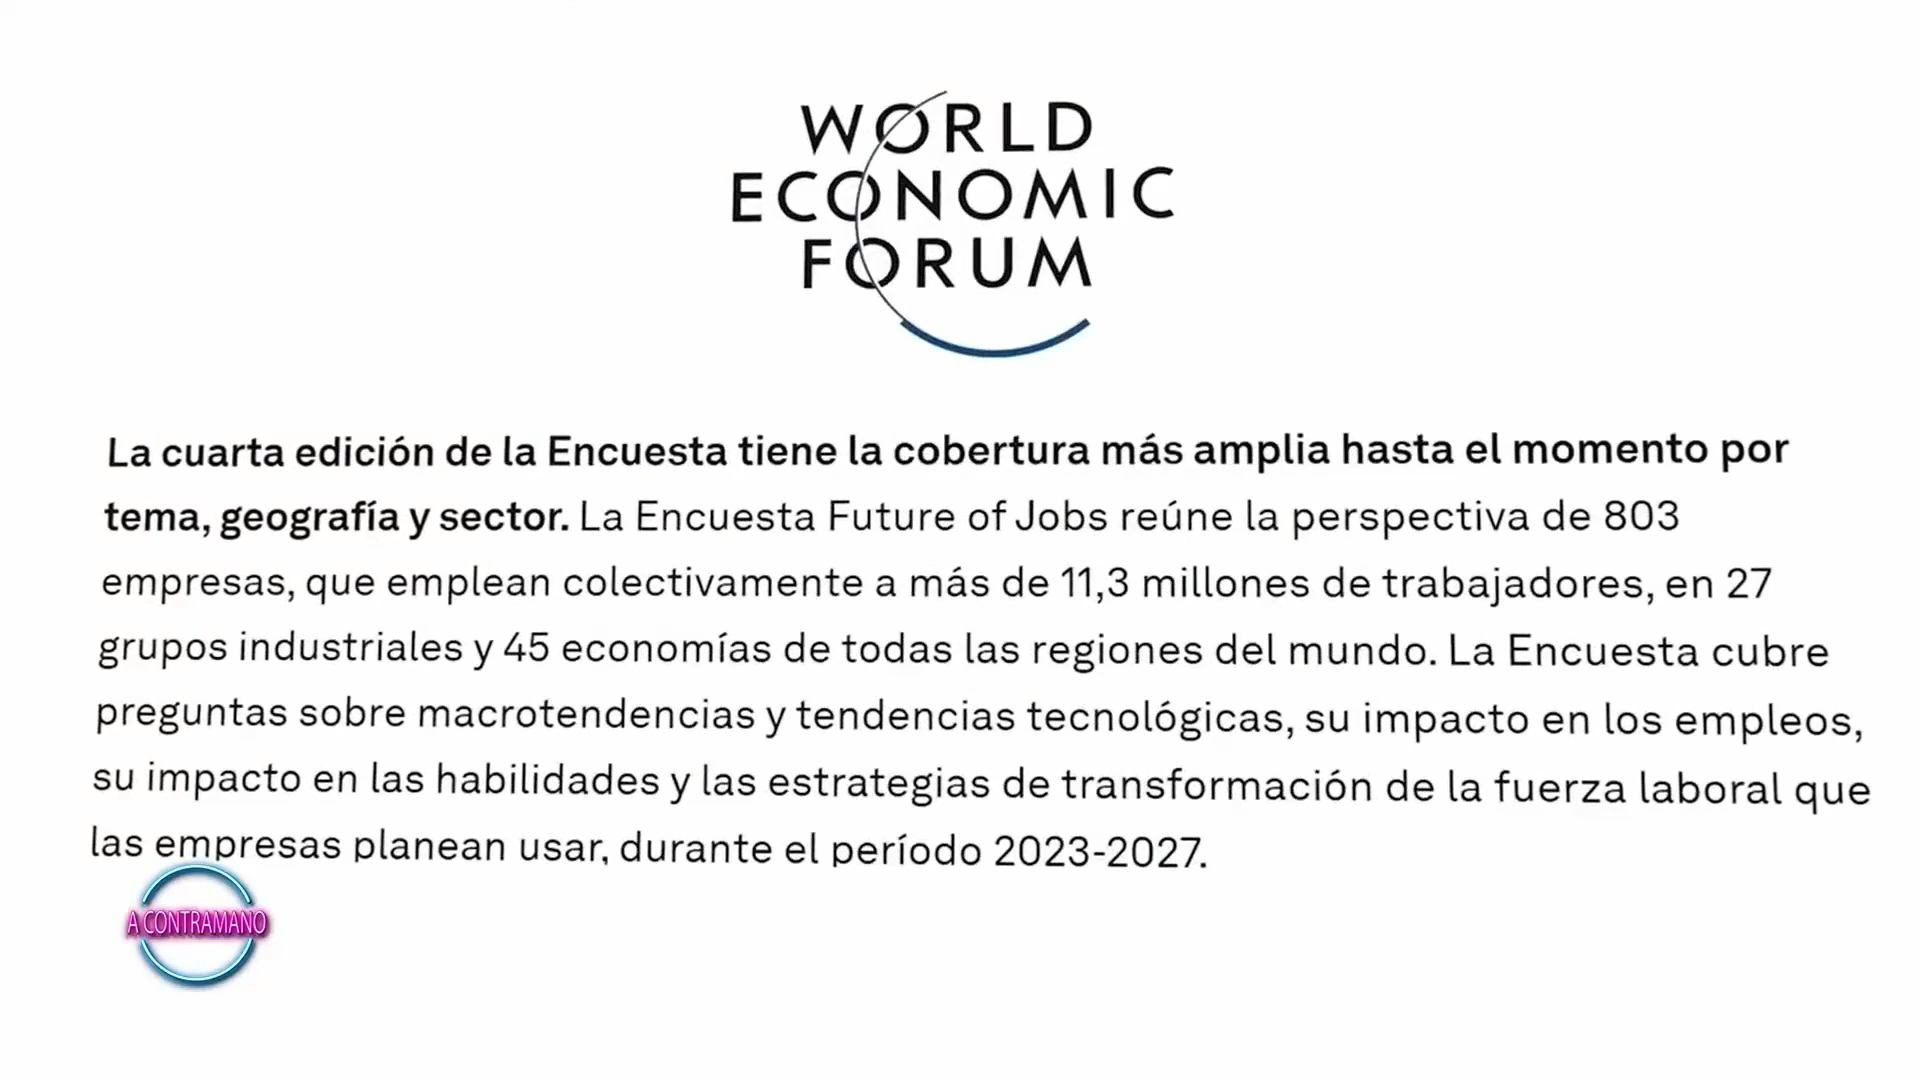 WORLD
ECONOMIC
FORUM
La cuarta edición de la Encuesta tiene la cobertura más amplia hasta el momento por
tema, geografía y sector. La Encuesta Future of Jobs reúne la perspectiva de 803
empresas, que emplean colectivamente a más de 11,3 millones de trabajadores, en 27
grupos industriales y 45 economías de todas las regiones del mundo. La Encuesta cubre
preguntas sobre macrotendencias y tendencias tecnológicas, su impacto en los empleos,
su impacto en las habilidades y las estrategias de transformación de la fuerza laboral que
las empresas planean usar, durante el período 2023-2027.
A CONTRAMANO